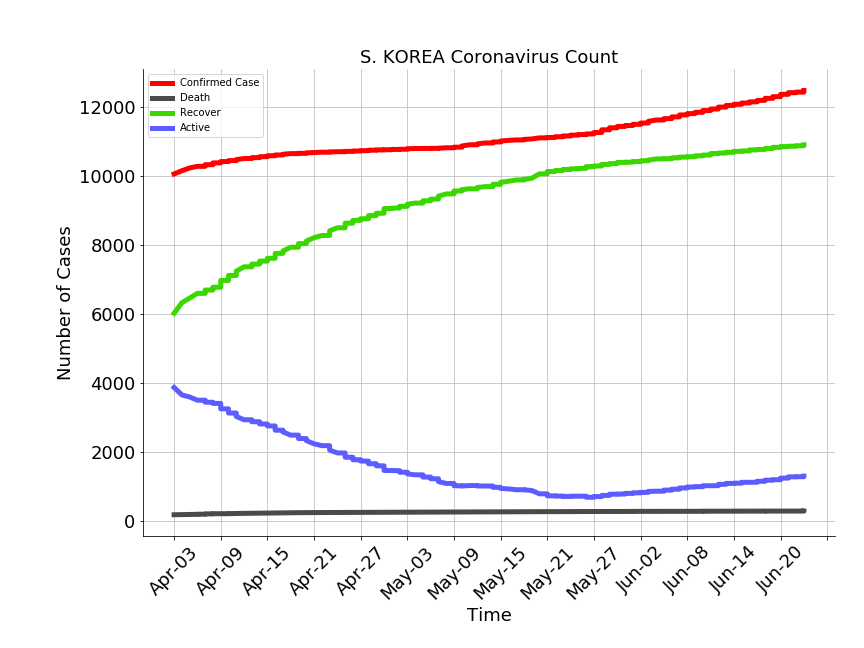 S. KOREA Coronavirus Count
Confirmed Case
Death
Recover
Active
12000
10000
8000
6000
4000
2000
0
Number of Cases
Apr-03
Apr-09
Apr-15
Apr-21
Apr-27
May-03
May-09
May-15
May-21
May-27
Jun-02
Jun-08
Jun-14
Jun-20
Time